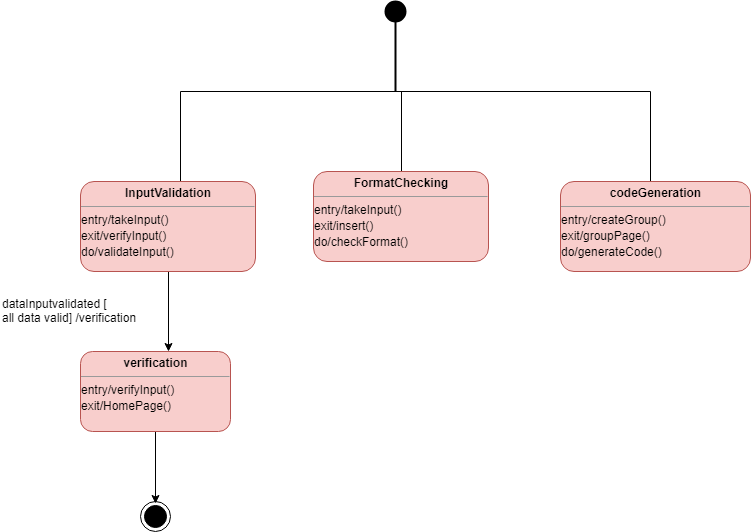 InputValidation
entry/takeInput()
exit/verifyInput()
do/validateInput()
FormatChecking
entry/takeInput()
exit/insert()
do/checkFormat()
codeGeneration
entry/createGroup()
exit/groupPage()
do/generateCode()
dataInputvalidated [
all data valid] /verification
verification
entry/verifyInput()
exit/HomePage()